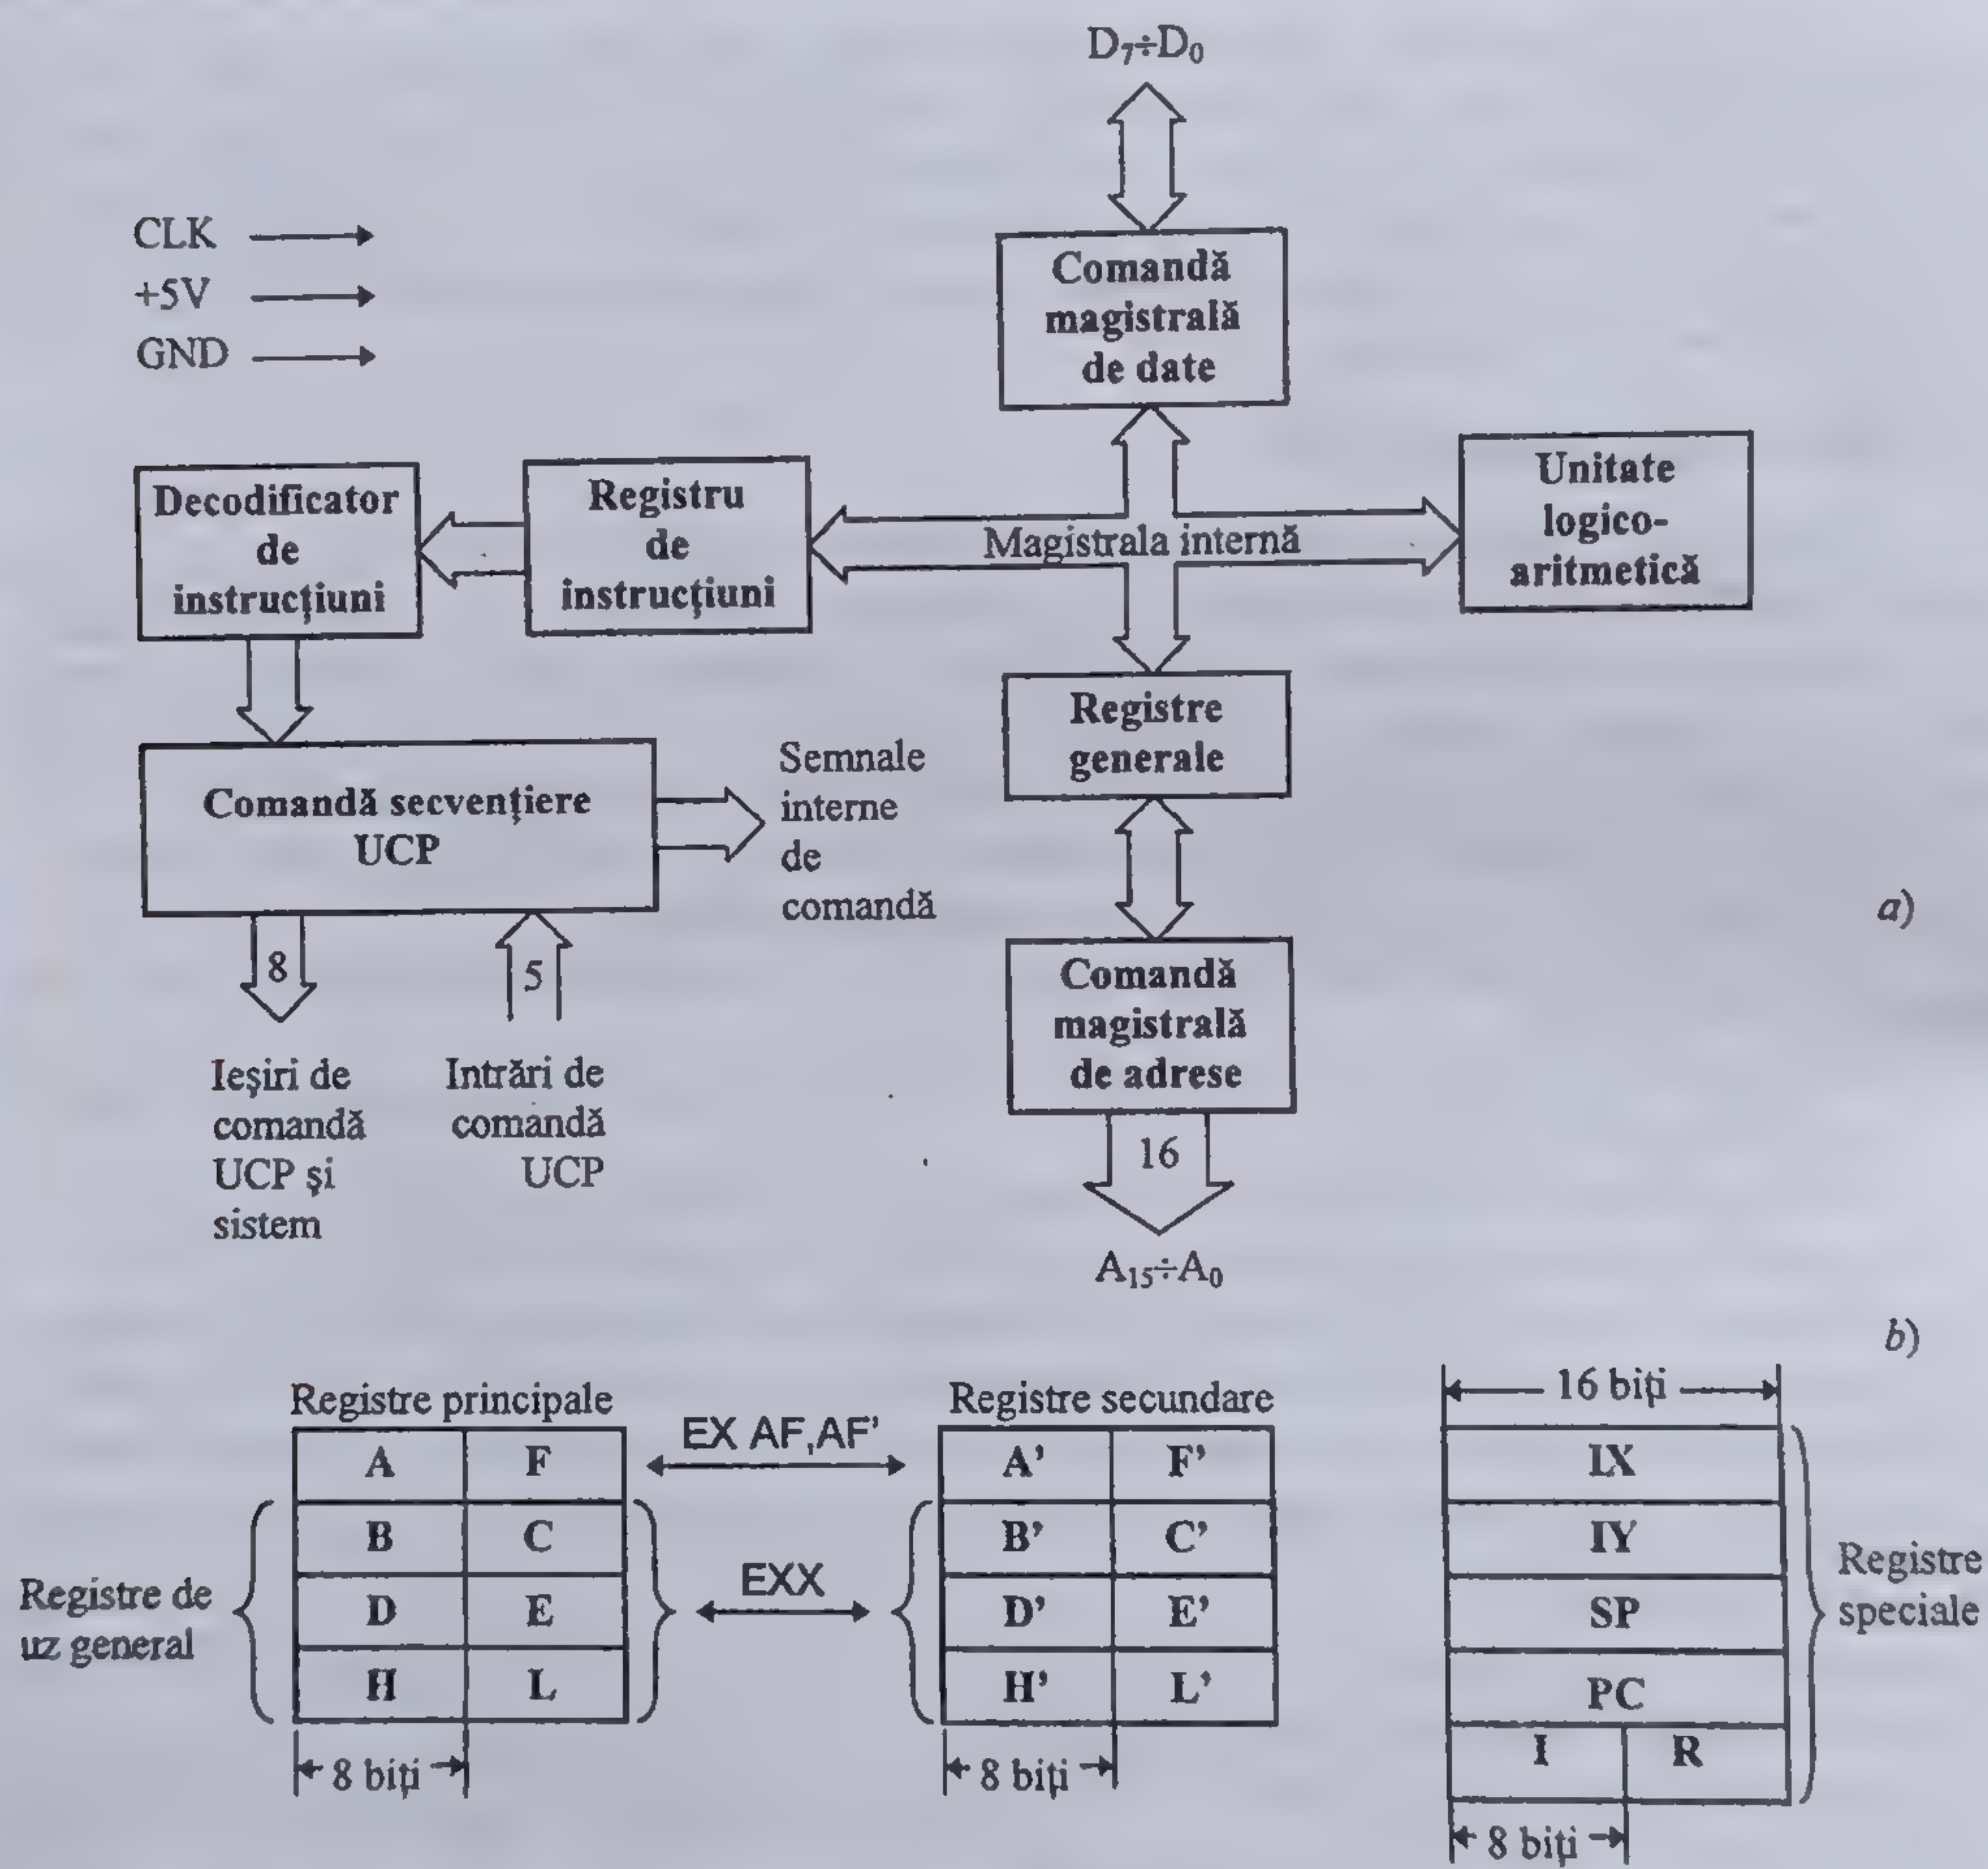 D₇÷D₀
CLK
+5V
GND
Comandă
magistrală
de date
Decodificator
de
instrucţiuni
Registru
de
instrucţiuni
Magistrala internă
Unitate
logico-
aritmetică
Comandă secvenţiere
UCP
Semnale
interne
de
comandă
Registre
generale
a)
8
5
Comandă
magistrală
de adrese
Ieşiri de
comandă
UCP şi
sistem
Intrări de
comandă
UCP
16
A₁₅÷A₀
b)
Registre principale
EX AF,AF’
Registre secundare
16 biţi
A F
B C
D E
H L
Registre de
uz general
EXX
A’ F’
B’ C’
D’ E’
H’ L’
IX
IY
SP
PC
I R
Registre
speciale
8 biţi
8 biţi
8 biţi